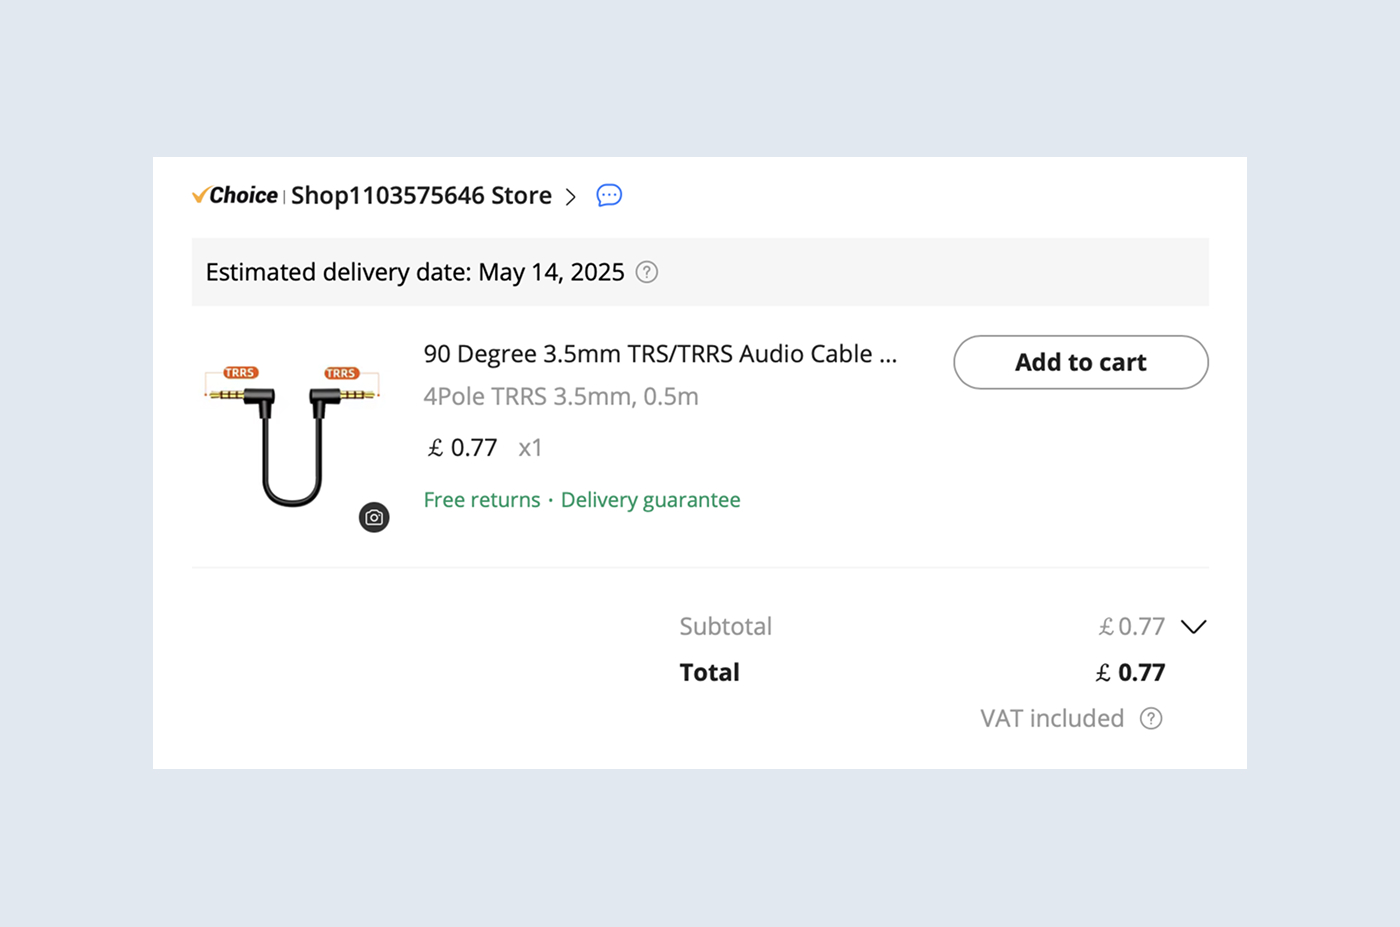 Choice | Shop1103575646 Store >
Estimated delivery date: May 14, 2025 ?
TRRS TRRS
90 Degree 3.5mm TRS/TRRS Audio Cable ...
Add to cart
4Pole TRRS 3.5mm, 0.5m
£ 0.77 x1
Free returns · Delivery guarantee
Subtotal £ 0.77
Total £ 0.77
VAT included ?